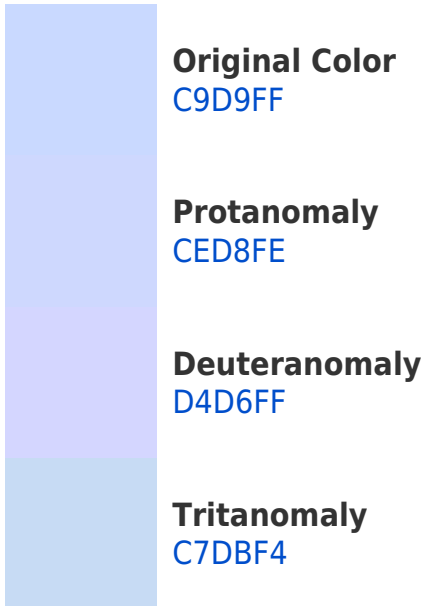 Original Color
C9D9FF
Protanomaly
CED8FE
Deuteranomaly
D4D6FF
Tritanomaly
C7DBF4